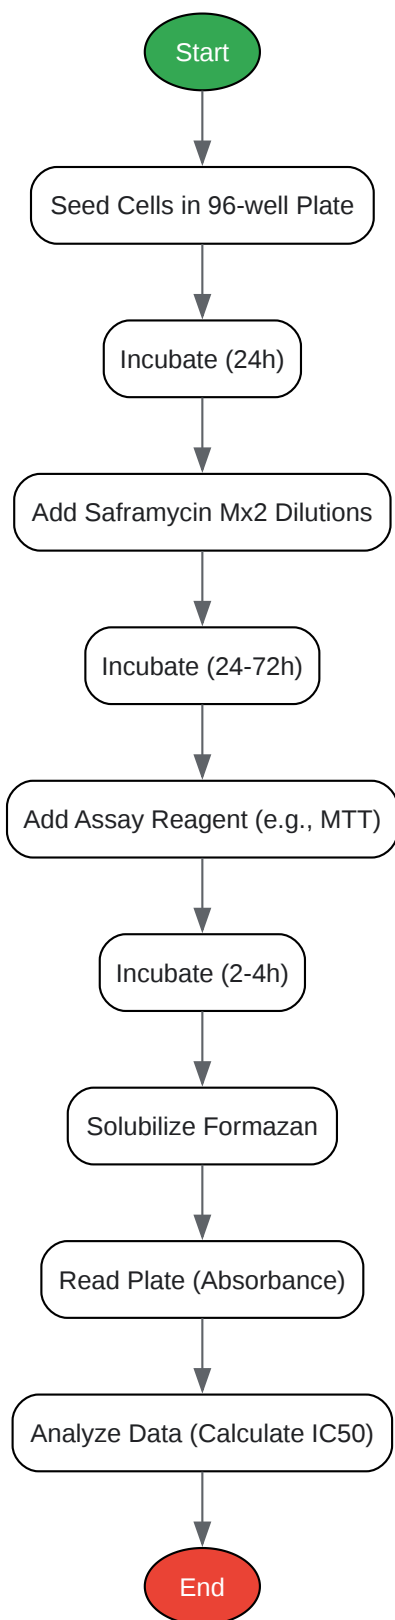 Start
Seed Cells in 96-well Plate
Incubate (24h)
Add Saframycin Mx2 Dilutions
Incubate (24-72h)
Add Assay Reagent (e.g., MTT)
Incubate (2-4h)
Solubilize Formazan
Read Plate (Absorbance)
Analyze Data (Calculate IC50)
End